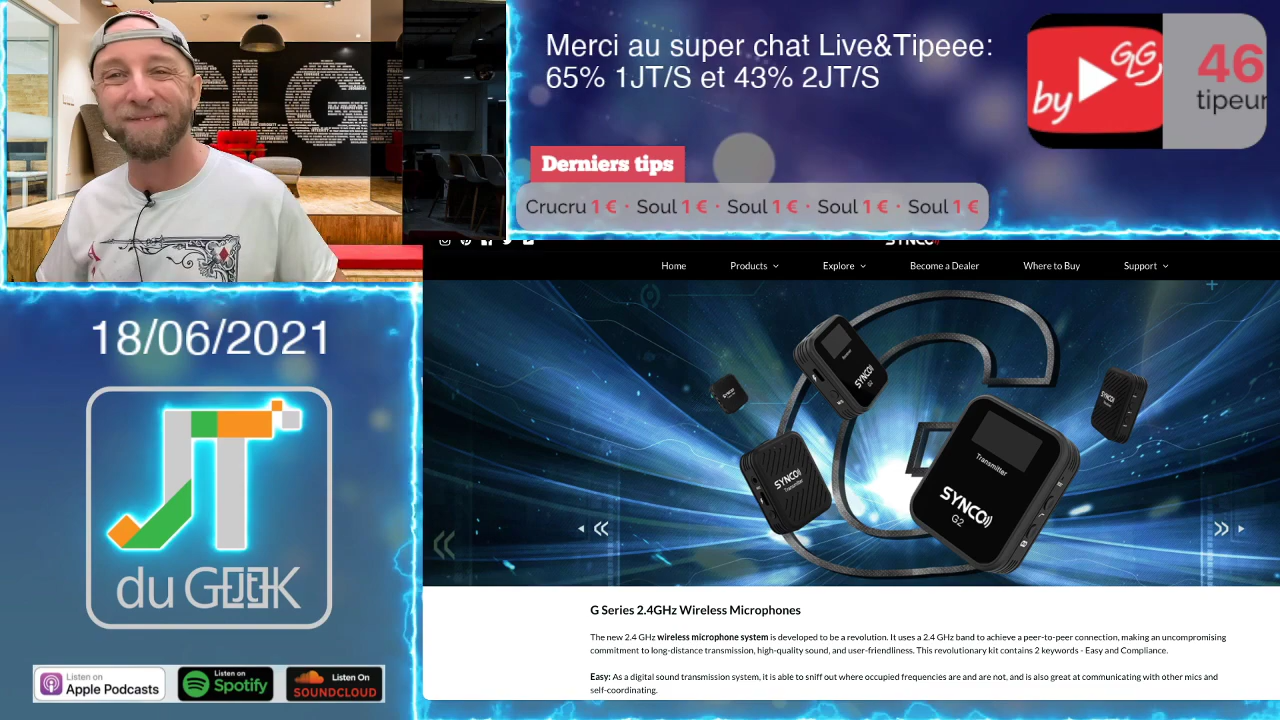 Merci au super chat Live&Tipeee:
65% 1JT/S et 43% 2JT/S
by GLG
46
tipeur
Derniers tips
Crucru 1 € · Soul 1 € · Soul 1 € · Soul 1 € · Soul 1 €
SYNCO
Home Products Explore Become a Dealer Where to Buy Support
18/06/2021
JT
du GEEK
Listen on
Apple Podcasts
Listen on
Spotify
Listen On
SOUNDCLOUD
SYNCO
G2
SYNCO
Transmitter
SYNCO
Transmitter
SYNCO
G2
G Series 2.4GHz Wireless Microphones
The new 2.4 GHz wireless microphone system is developed to be a revolution. It uses a 2.4 GHz band to achieve a peer-to-peer connection, making an uncompromising
commitment to long-distance transmission, high-quality sound, and user-friendliness. This revolutionary kit contains 2 keywords - Easy and Compliance.
Easy: As a digital sound transmission system, it is able to sniff out where occupied frequencies are and are not, and is also great at communicating with other mics and
self-coordinating.